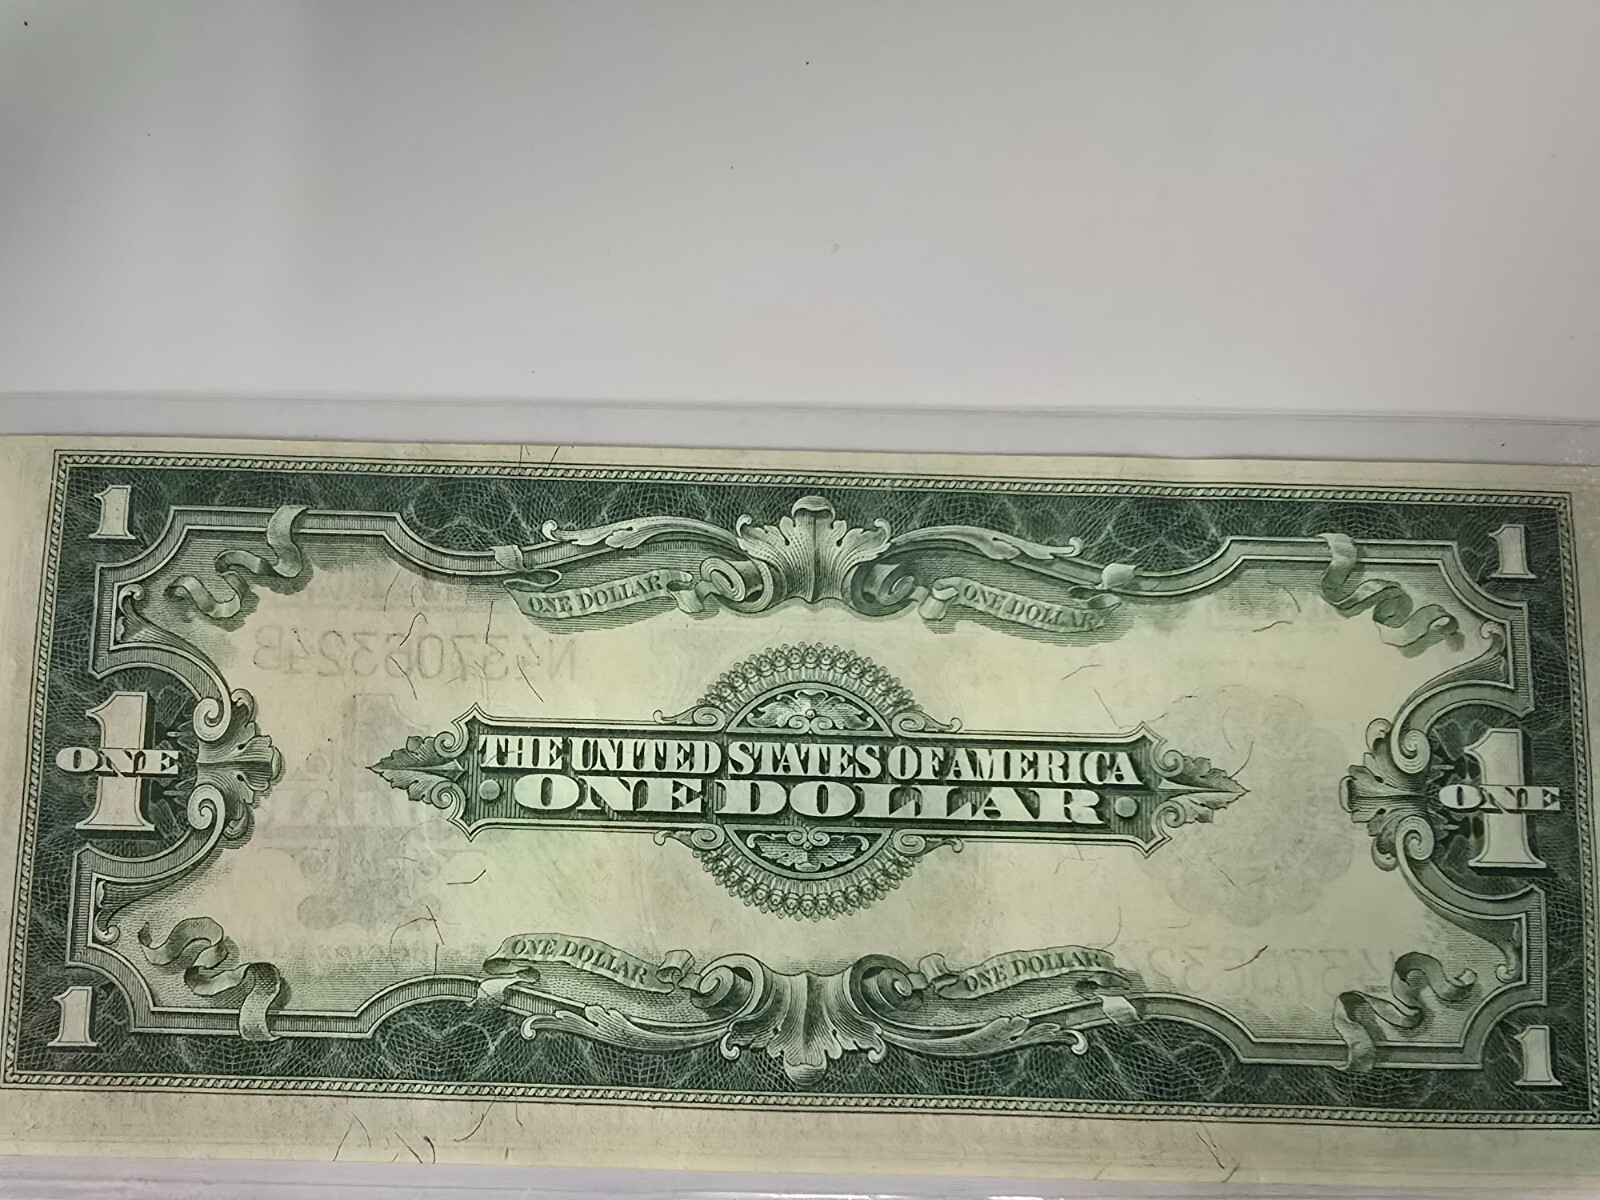 1 1
ONE DOLLAR ONE DOLLAR
N43706324B
1 ONE THE UNITED STATES OF AMERICA 1 ONE
ONE DOLLAR
ONE DOLLAR ONE DOLLAR
1 1